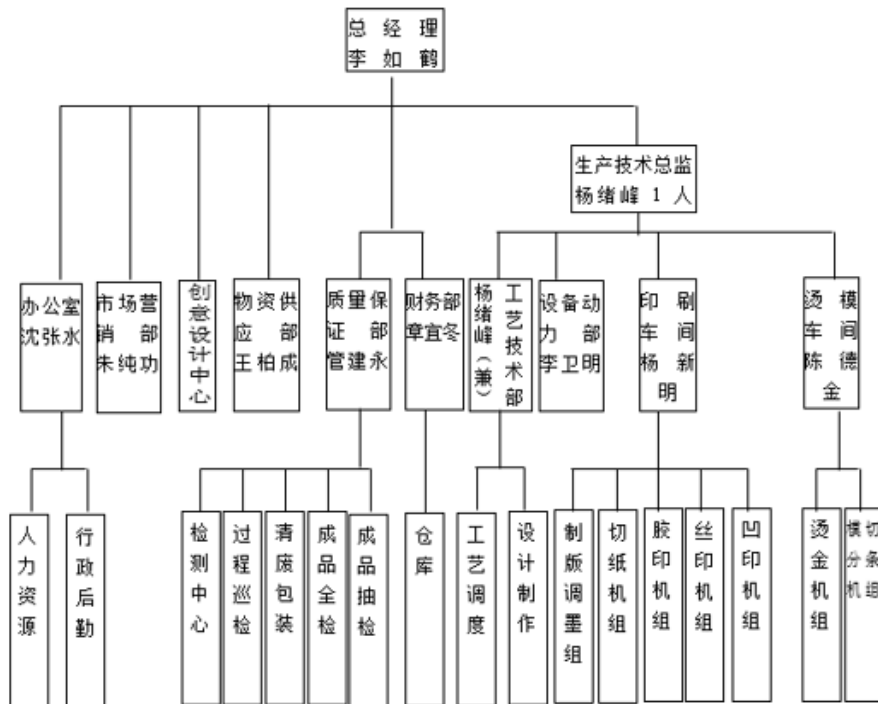 总经理
李如鹤
生产技术总监
杨绪峰1人
办公室
沈张水
市场营
销部
朱纯功
创意设计中心
物资供
应部
王柏成
质量保
证部
管建永
财务部
章宜冬
工艺技术部
杨绪峰（兼）
设备动
力部
李卫明
印刷
车间
杨新
明
烫模
车间
陈德
金
人力资源
行政后勤
检测中心
过程巡检
清废包装
成品全检
成品抽检
仓库
工艺调度
设计制作
制版调墨组
切纸机组
胶印机组
丝印机组
凹印机组
烫金机组
模切
分条
机组